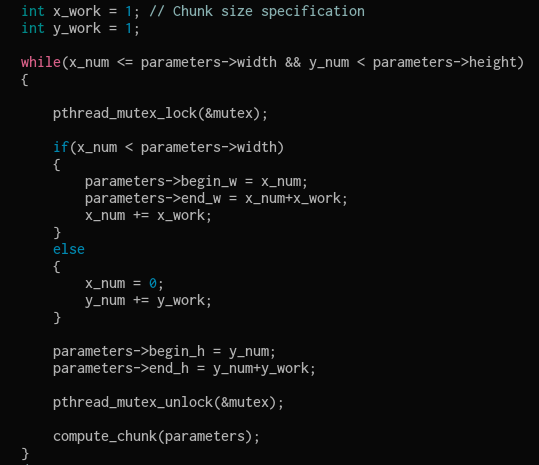 int x_work = 1; // Chunk size specification
int y_work = 1;
while(x_num <= parameters->width && y_num < parameters->height)
{
pthread_mutex_lock(&mutex);
if(x_num < parameters->width)
{
parameters->begin_w = x_num;
parameters->end_w = x_num+x_work;
x_num += x_work;
}
else
{
x_num = 0;
y_num += y_work;
}
parameters->begin_h = y_num;
parameters->end_h = y_num+y_work;
pthread_mutex_unlock(&mutex);
compute_chunk(parameters);
}